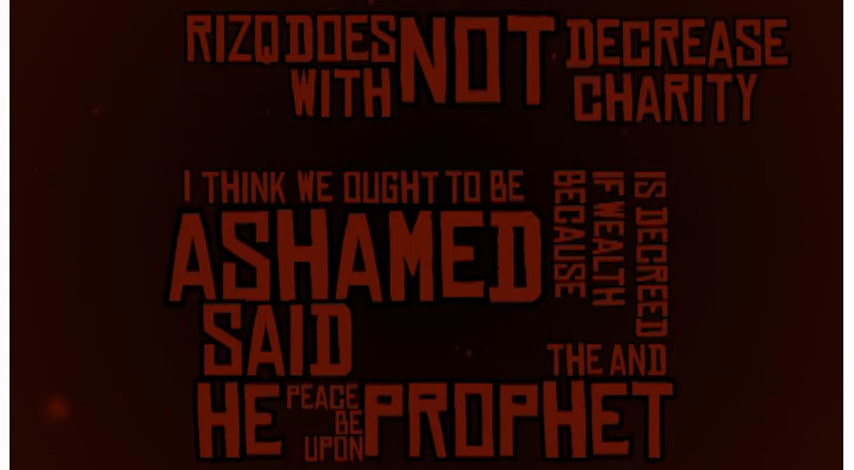 RIZQ DOES NOT DECREASE
WITH CHARITY
I THINK WE OUGHT TO BE
ASHAMED
BECAUSE
IF WEALTH
IS DECREED
SAID
THE AND
HE PEACE BE UPON PROPHET